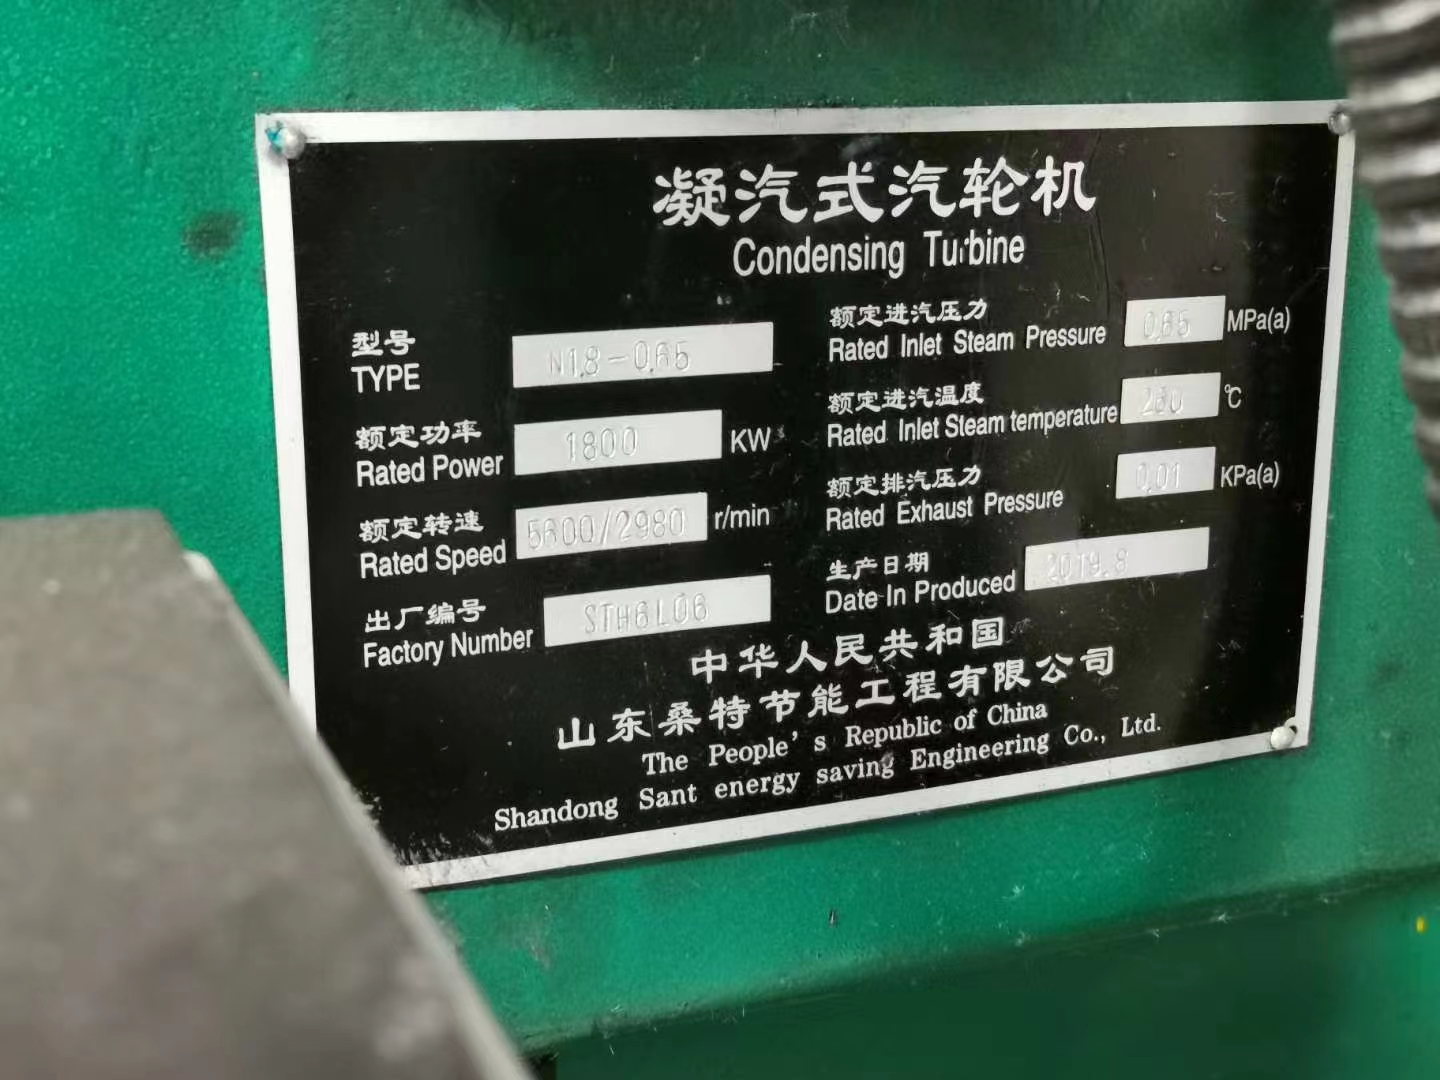 凝汽式汽轮机
Condensing Turbine
型号
TYPE N1.8-0.65
额定功率
Rated Power 1800 KW
额定转速
Rated Speed 5600/2980 r/min
出厂编号
Factory Number STH6L06
额定进汽压力
Rated Inlet Steam Pressure 0.65 MPa(a)
额定进汽温度
Rated Inlet Steam temperature 260 ℃
额定排汽压力
Rated Exhaust Pressure 0.01 KPa(a)
生产日期
Date In Produced 2019.8
中华人民共和国
山东桑特节能工程有限公司
The People's Republic of China
Shandong Sant energy saving Engineering Co., Ltd.